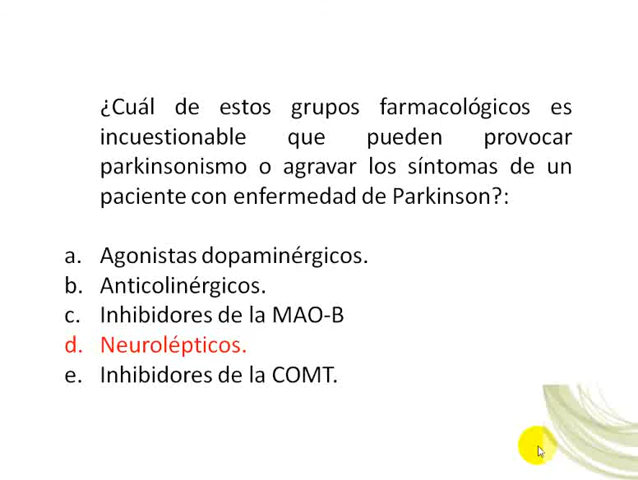 ¿Cuál de estos grupos farmacológicos es
incuestionable que pueden provocar
parkinsonismo o agravar los síntomas de un
paciente con enfermedad de Parkinson?:
a. Agonistas dopaminérgicos.
b. Anticolinérgicos.
c. Inhibidores de la MAO-B
d. Neurolépticos.
e. Inhibidores de la COMT.